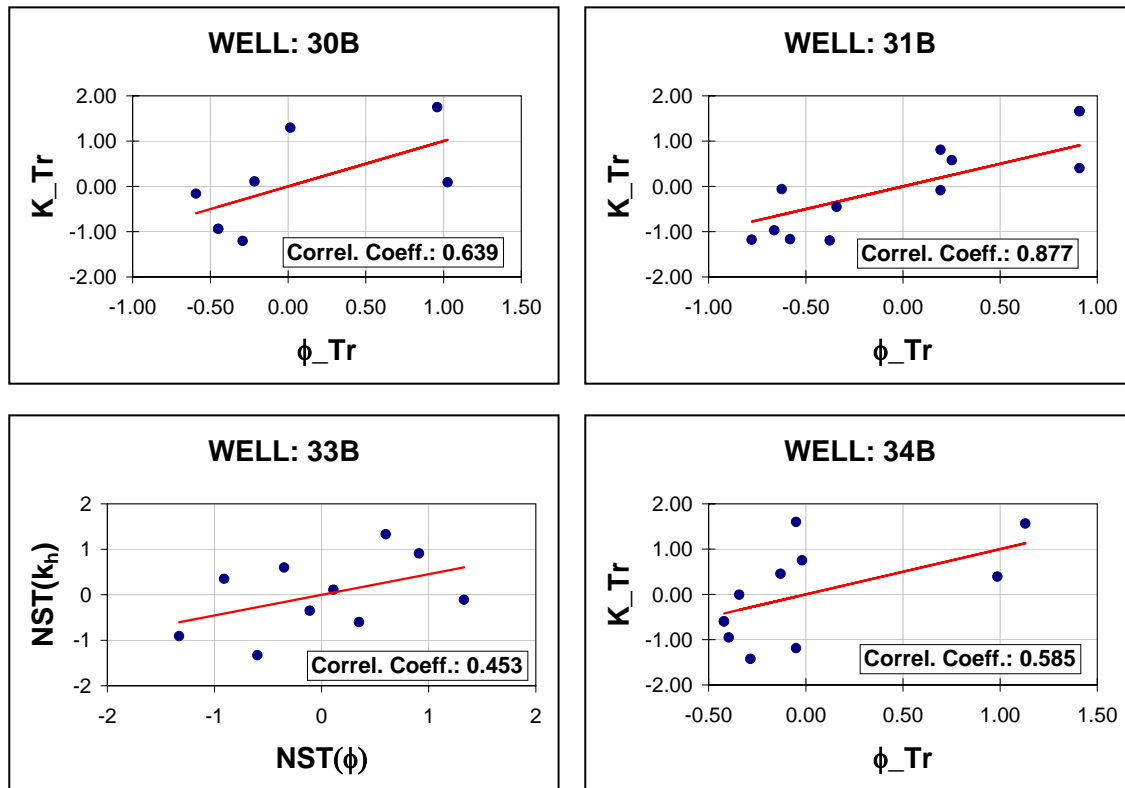 WELL: 30B
2.00
1.00
0.00
-1.00
-2.00
K_Tr
Correl. Coeff.: 0.639
-1.00 -0.50 0.00 0.50 1.00 1.50
ϕ_Tr
WELL: 31B
2.00
1.00
0.00
-1.00
-2.00
K_Tr
Correl. Coeff.: 0.877
-1.00 -0.50 0.00 0.50 1.00
ϕ_Tr
WELL: 33B
2
1
0
-1
-2
NST(kh)
Correl. Coeff.: 0.453
-2 -1 0 1 2
NST(ϕ)
WELL: 34B
2.00
1.00
0.00
-1.00
-2.00
K_Tr
Correl. Coeff.: 0.585
-0.50 0.00 0.50 1.00 1.50
ϕ_Tr